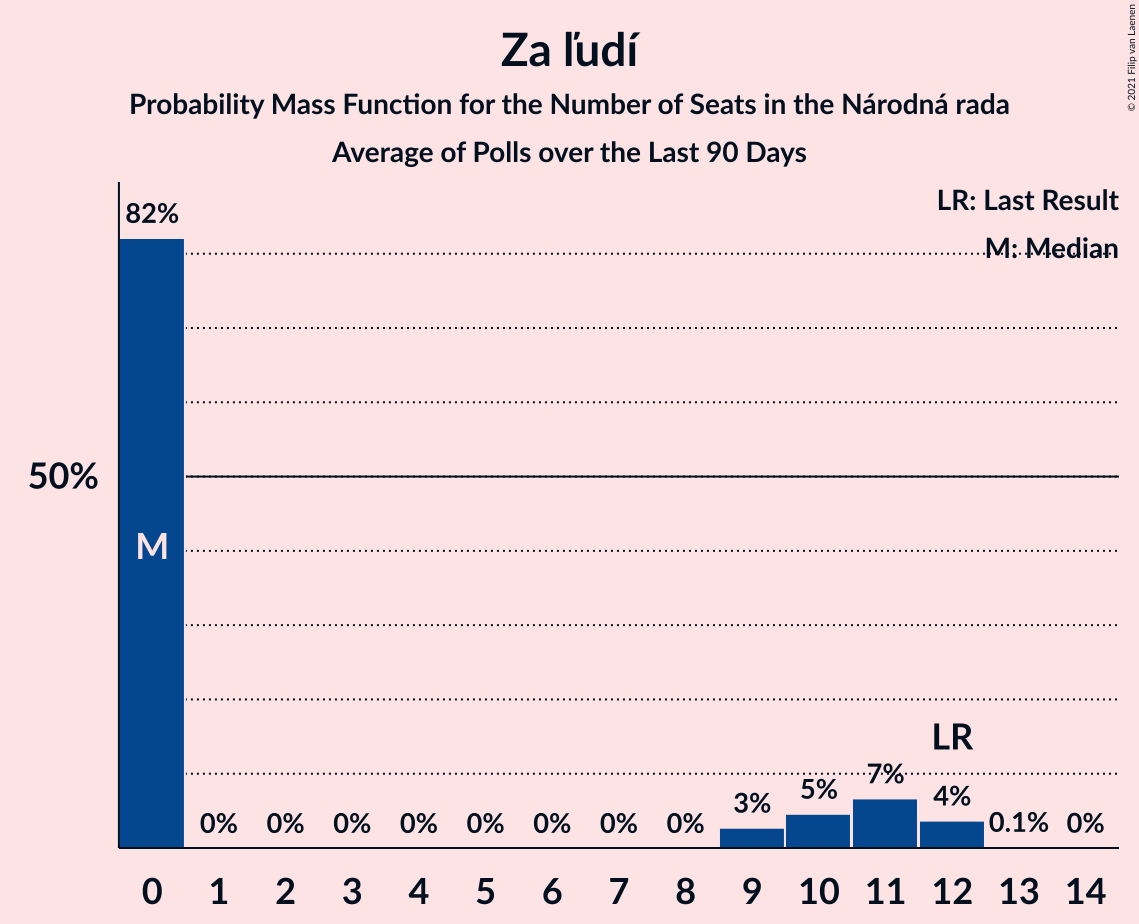 Za ľudí
Probability Mass Function for the Number of Seats in the Národná rada
Average of Polls over the Last 90 Days
© 2021 Filip van Laenen
LR: Last Result
M: Median
82%
50%
M
LR
0% 0% 0% 0% 0% 0% 0% 0% 3% 5% 7% 4% 0.1% 0%
0 1 2 3 4 5 6 7 8 9 10 11 12 13 14